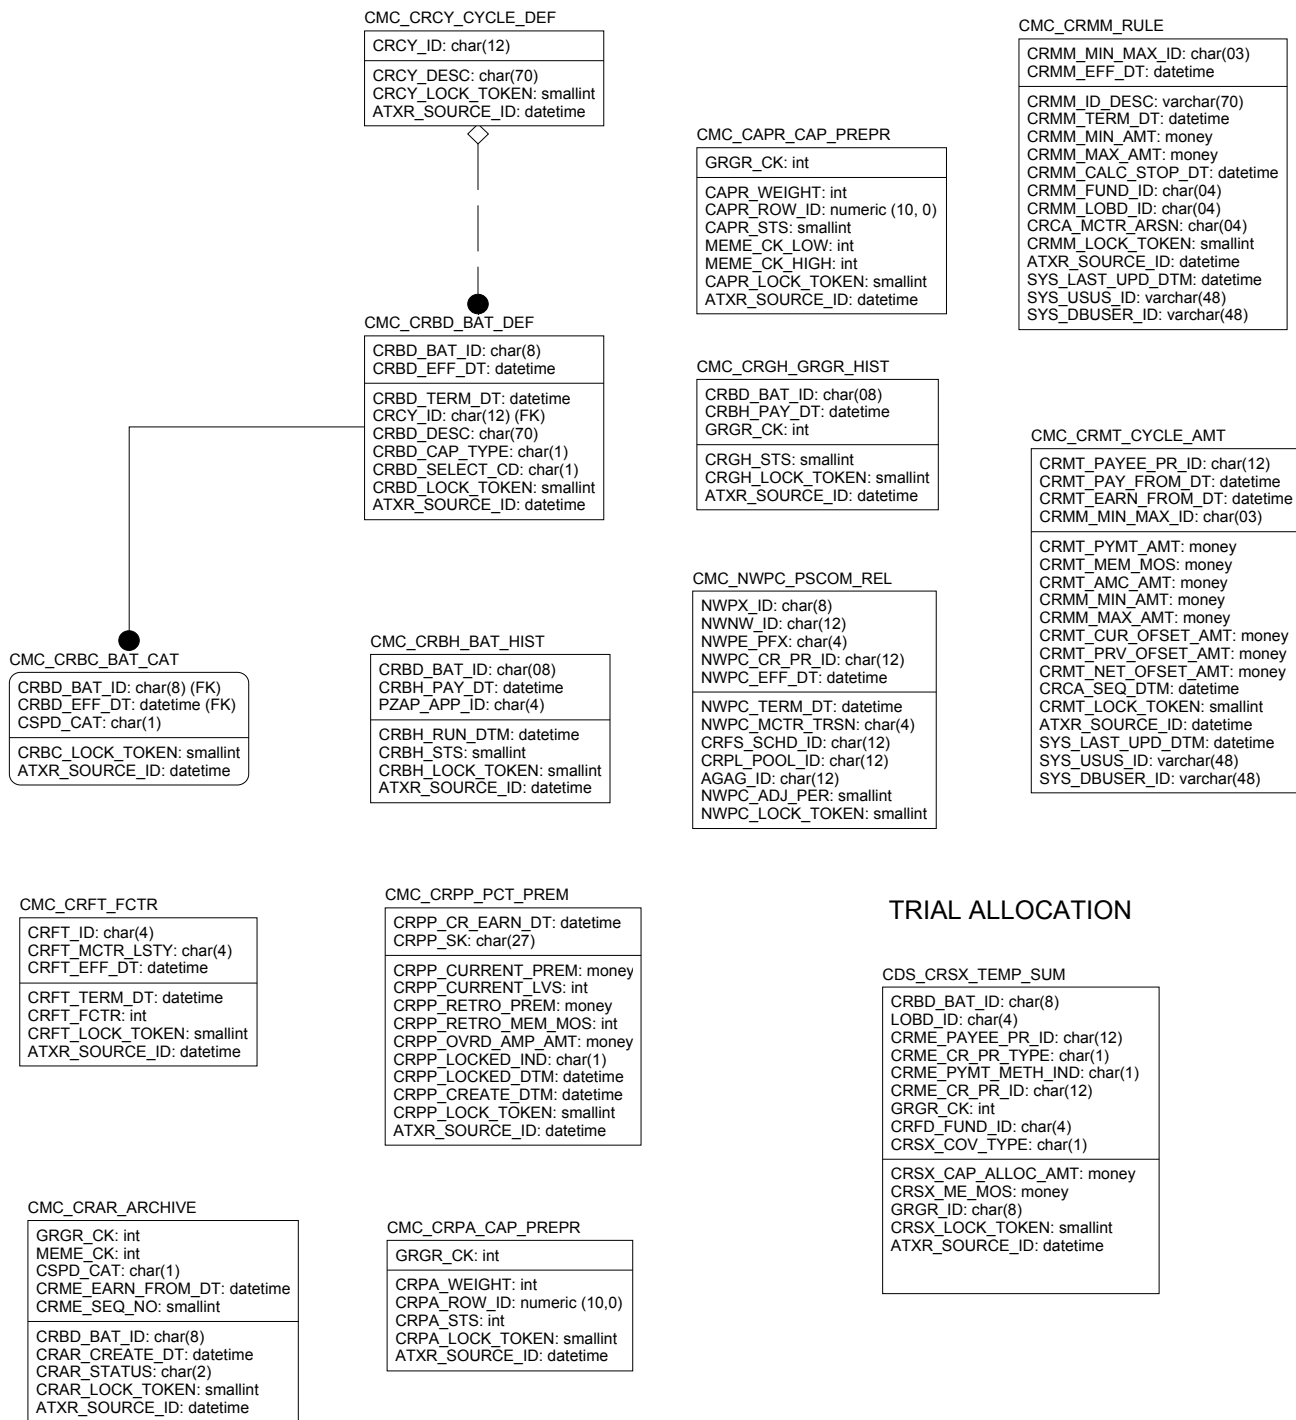 CMC_CRCY_CYCLE_DEF
CRCY_ID: char(12)
CRCY_DESC: char(70)
CRCY_LOCK_TOKEN: smallint
ATXR_SOURCE_ID: datetime
CMC_CRBD_BAT_DEF
CRBD_BAT_ID: char(8)
CRBD_EFF_DT: datetime
CRBD_TERM_DT: datetime
CRCY_ID: char(12) (FK)
CRBD_DESC: char(70)
CRBD_CAP_TYPE: char(1)
CRBD_SELECT_CD: char(1)
CRBD_LOCK_TOKEN: smallint
ATXR_SOURCE_ID: datetime
CMC_CRBC_BAT_CAT
CRBD_BAT_ID: char(8) (FK)
CRBD_EFF_DT: datetime (FK)
CSPD_CAT: char(1)
CRBC_LOCK_TOKEN: smallint
ATXR_SOURCE_ID: datetime
CMC_CRBH_BAT_HIST
CRBD_BAT_ID: char(08)
CRBH_PAY_DT: datetime
PZAP_APP_ID: char(4)
CRBH_RUN_DTM: datetime
CRBH_STS: smallint
CRBH_LOCK_TOKEN: smallint
ATXR_SOURCE_ID: datetime
CMC_CAPR_CAP_PREPR
GRGR_CK: int
CAPR_WEIGHT: int
CAPR_ROW_ID: numeric (10, 0)
CAPR_STS: smallint
MEME_CK_LOW: int
MEME_CK_HIGH: int
CAPR_LOCK_TOKEN: smallint
ATXR_SOURCE_ID: datetime
CMC_CRGH_GRGR_HIST
CRBD_BAT_ID: char(08)
CRBH_PAY_DT: datetime
GRGR_CK: int
CRGH_STS: smallint
CRGH_LOCK_TOKEN: smallint
ATXR_SOURCE_ID: datetime
CMC_NWPC_PSCOM_REL
NWPX_ID: char(8)
NWNW_ID: char(12)
NWPE_PFX: char(4)
NWPC_CR_PR_ID: char(12)
NWPC_EFF_DT: datetime
NWPC_TERM_DT: datetime
NWPC_MCTR_TRSN: char(4)
CRFS_SCHD_ID: char(12)
CRPL_POOL_ID: char(12)
AGAG_ID: char(12)
NWPC_ADJ_PER: smallint
NWPC_LOCK_TOKEN: smallint
CMC_CRMM_RULE
CRMM_MIN_MAX_ID: char(03)
CRMM_EFF_DT: datetime
CRMM_ID_DESC: varchar(70)
CRMM_TERM_DT: datetime
CRMM_MIN_AMT: money
CRMM_MAX_AMT: money
CRMM_CALC_STOP_DT: datetime
CRMM_FUND_ID: char(04)
CRMM_LOBD_ID: char(04)
CRCA_MCTR_ARSN: char(04)
CRMM_LOCK_TOKEN: smallint
ATXR_SOURCE_ID: datetime
SYS_LAST_UPD_DTM: datetime
SYS_USUS_ID: varchar(48)
SYS_DBUSER_ID: varchar(48)
CMC_CRMT_CYCLE_AMT
CRMT_PAYEE_PR_ID: char(12)
CRMT_PAY_FROM_DT: datetime
CRMT_EARN_FROM_DT: datetime
CRMM_MIN_MAX_ID: char(03)
CRMT_PYMT_AMT: money
CRMT_MEM_MOS: money
CRMT_AMC_AMT: money
CRMM_MIN_AMT: money
CRMM_MAX_AMT: money
CRMT_CUR_OFSET_AMT: money
CRMT_PRV_OFSET_AMT: money
CRMT_NET_OFSET_AMT: money
CRCA_SEQ_DTM: datetime
CRMT_LOCK_TOKEN: smallint
ATXR_SOURCE_ID: datetime
SYS_LAST_UPD_DTM: datetime
SYS_USUS_ID: varchar(48)
SYS_DBUSER_ID: varchar(48)
CMC_CRFT_FCTR
CRFT_ID: char(4)
CRFT_MCTR_LSTY: char(4)
CRFT_EFF_DT: datetime
CRFT_TERM_DT: datetime
CRFT_FCTR: int
CRFT_LOCK_TOKEN: smallint
ATXR_SOURCE_ID: datetime
CMC_CRPP_PCT_PREM
CRPP_CR_EARN_DT: datetime
CRPP_SK: char(27)
CRPP_CURRENT_PREM: money
CRPP_CURRENT_LVS: int
CRPP_RETRO_PREM: money
CRPP_RETRO_MEM_MOS: int
CRPP_OVRD_AMP_AMT: money
CRPP_LOCKED_IND: char(1)
CRPP_LOCKED_DTM: datetime
CRPP_CREATE_DTM: datetime
CRPP_LOCK_TOKEN: smallint
ATXR_SOURCE_ID: datetime
TRIAL ALLOCATION
CDS_CRSX_TEMP_SUM
CRBD_BAT_ID: char(8)
LOBD_ID: char(4)
CRME_PAYEE_PR_ID: char(12)
CRME_CR_PR_TYPE: char(1)
CRME_PYMT_METH_IND: char(1)
CRME_CR_PR_ID: char(12)
GRGR_CK: int
CRFD_FUND_ID: char(4)
CRSX_COV_TYPE: char(1)
CRSX_CAP_ALLOC_AMT: money
CRSX_ME_MOS: money
GRGR_ID: char(8)
CRSX_LOCK_TOKEN: smallint
ATXR_SOURCE_ID: datetime
CMC_CRAR_ARCHIVE
GRGR_CK: int
MEME_CK: int
CSPD_CAT: char(1)
CRME_EARN_FROM_DT: datetime
CRME_SEQ_NO: smallint
CRBD_BAT_ID: char(8)
CRAR_CREATE_DT: datetime
CRAR_STATUS: char(2)
CRAR_LOCK_TOKEN: smallint
ATXR_SOURCE_ID: datetime
CMC_CRPA_CAP_PREPR
GRGR_CK: int
CRPA_WEIGHT: int
CRPA_ROW_ID: numeric (10,0)
CRPA_STS: int
CRPA_LOCK_TOKEN: smallint
ATXR_SOURCE_ID: datetime